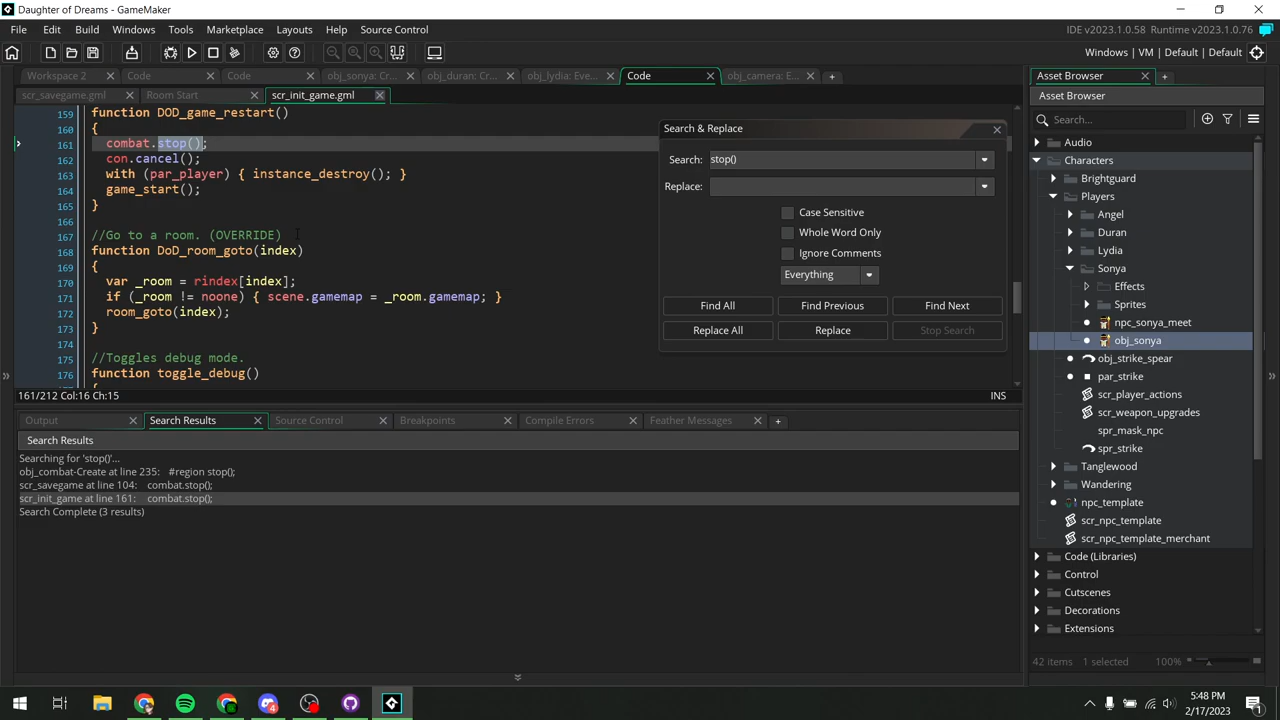 Daughter of Dreams - GameMaker
File Edit Build Windows Tools Marketplace Layouts Help Source Control
IDE v2023.1.0.58 Runtime v2023.1.0.76
Windows | VM | Default | Default
Workspace 2 Code Code obj_sonya: Cr... obj_duran: Cr... obj_lydia: Eve... Code obj_camera: E...
scr_savegame.gml Room Start scr_init_game.gml
159 function DOD_game_restart()
160 {
161 combat.stop();
162 con.cancel();
163 with (par_player) { instance_destroy(); }
164 game_start();
165 }
166
167 //Go to a room. (OVERRIDE)
168 function DoD_room_goto(index)
169 {
170 var _room = rindex[index];
171 if (_room != noone) { scene.gamemap = _room.gamemap; }
172 room_goto(index);
173 }
174
175 //Toggles debug mode.
176 function toggle_debug()
177 {
161/212 Col:16 Ch:15 INS
Search & Replace
Search: stop()
Replace:
Case Sensitive
Whole Word Only
Ignore Comments
Everything
Find All Find Previous Find Next
Replace All Replace Stop Search
Output Search Results Source Control Breakpoints Compile Errors Feather Messages
Search Results
Searching for 'stop()'...
obj_combat-Create at line 235: #region stop();
scr_savegame at line 104: combat.stop();
scr_init_game at line 161: combat.stop();
Search Complete (3 results)
Asset Browser
Asset Browser
Search...
Audio
Characters
Brightguard
Players
Angel
Duran
Lydia
Sonya
Effects
Sprites
npc_sonya_meet
obj_sonya
obj_strike_spear
par_strike
scr_player_actions
scr_weapon_upgrades
spr_mask_npc
spr_strike
Tanglewood
Wandering
npc_template
scr_npc_template
scr_npc_template_merchant
Code (Libraries)
Control
Cutscenes
Decorations
Extensions
42 items 1 selected 100%
5:48 PM
2/17/2023
1